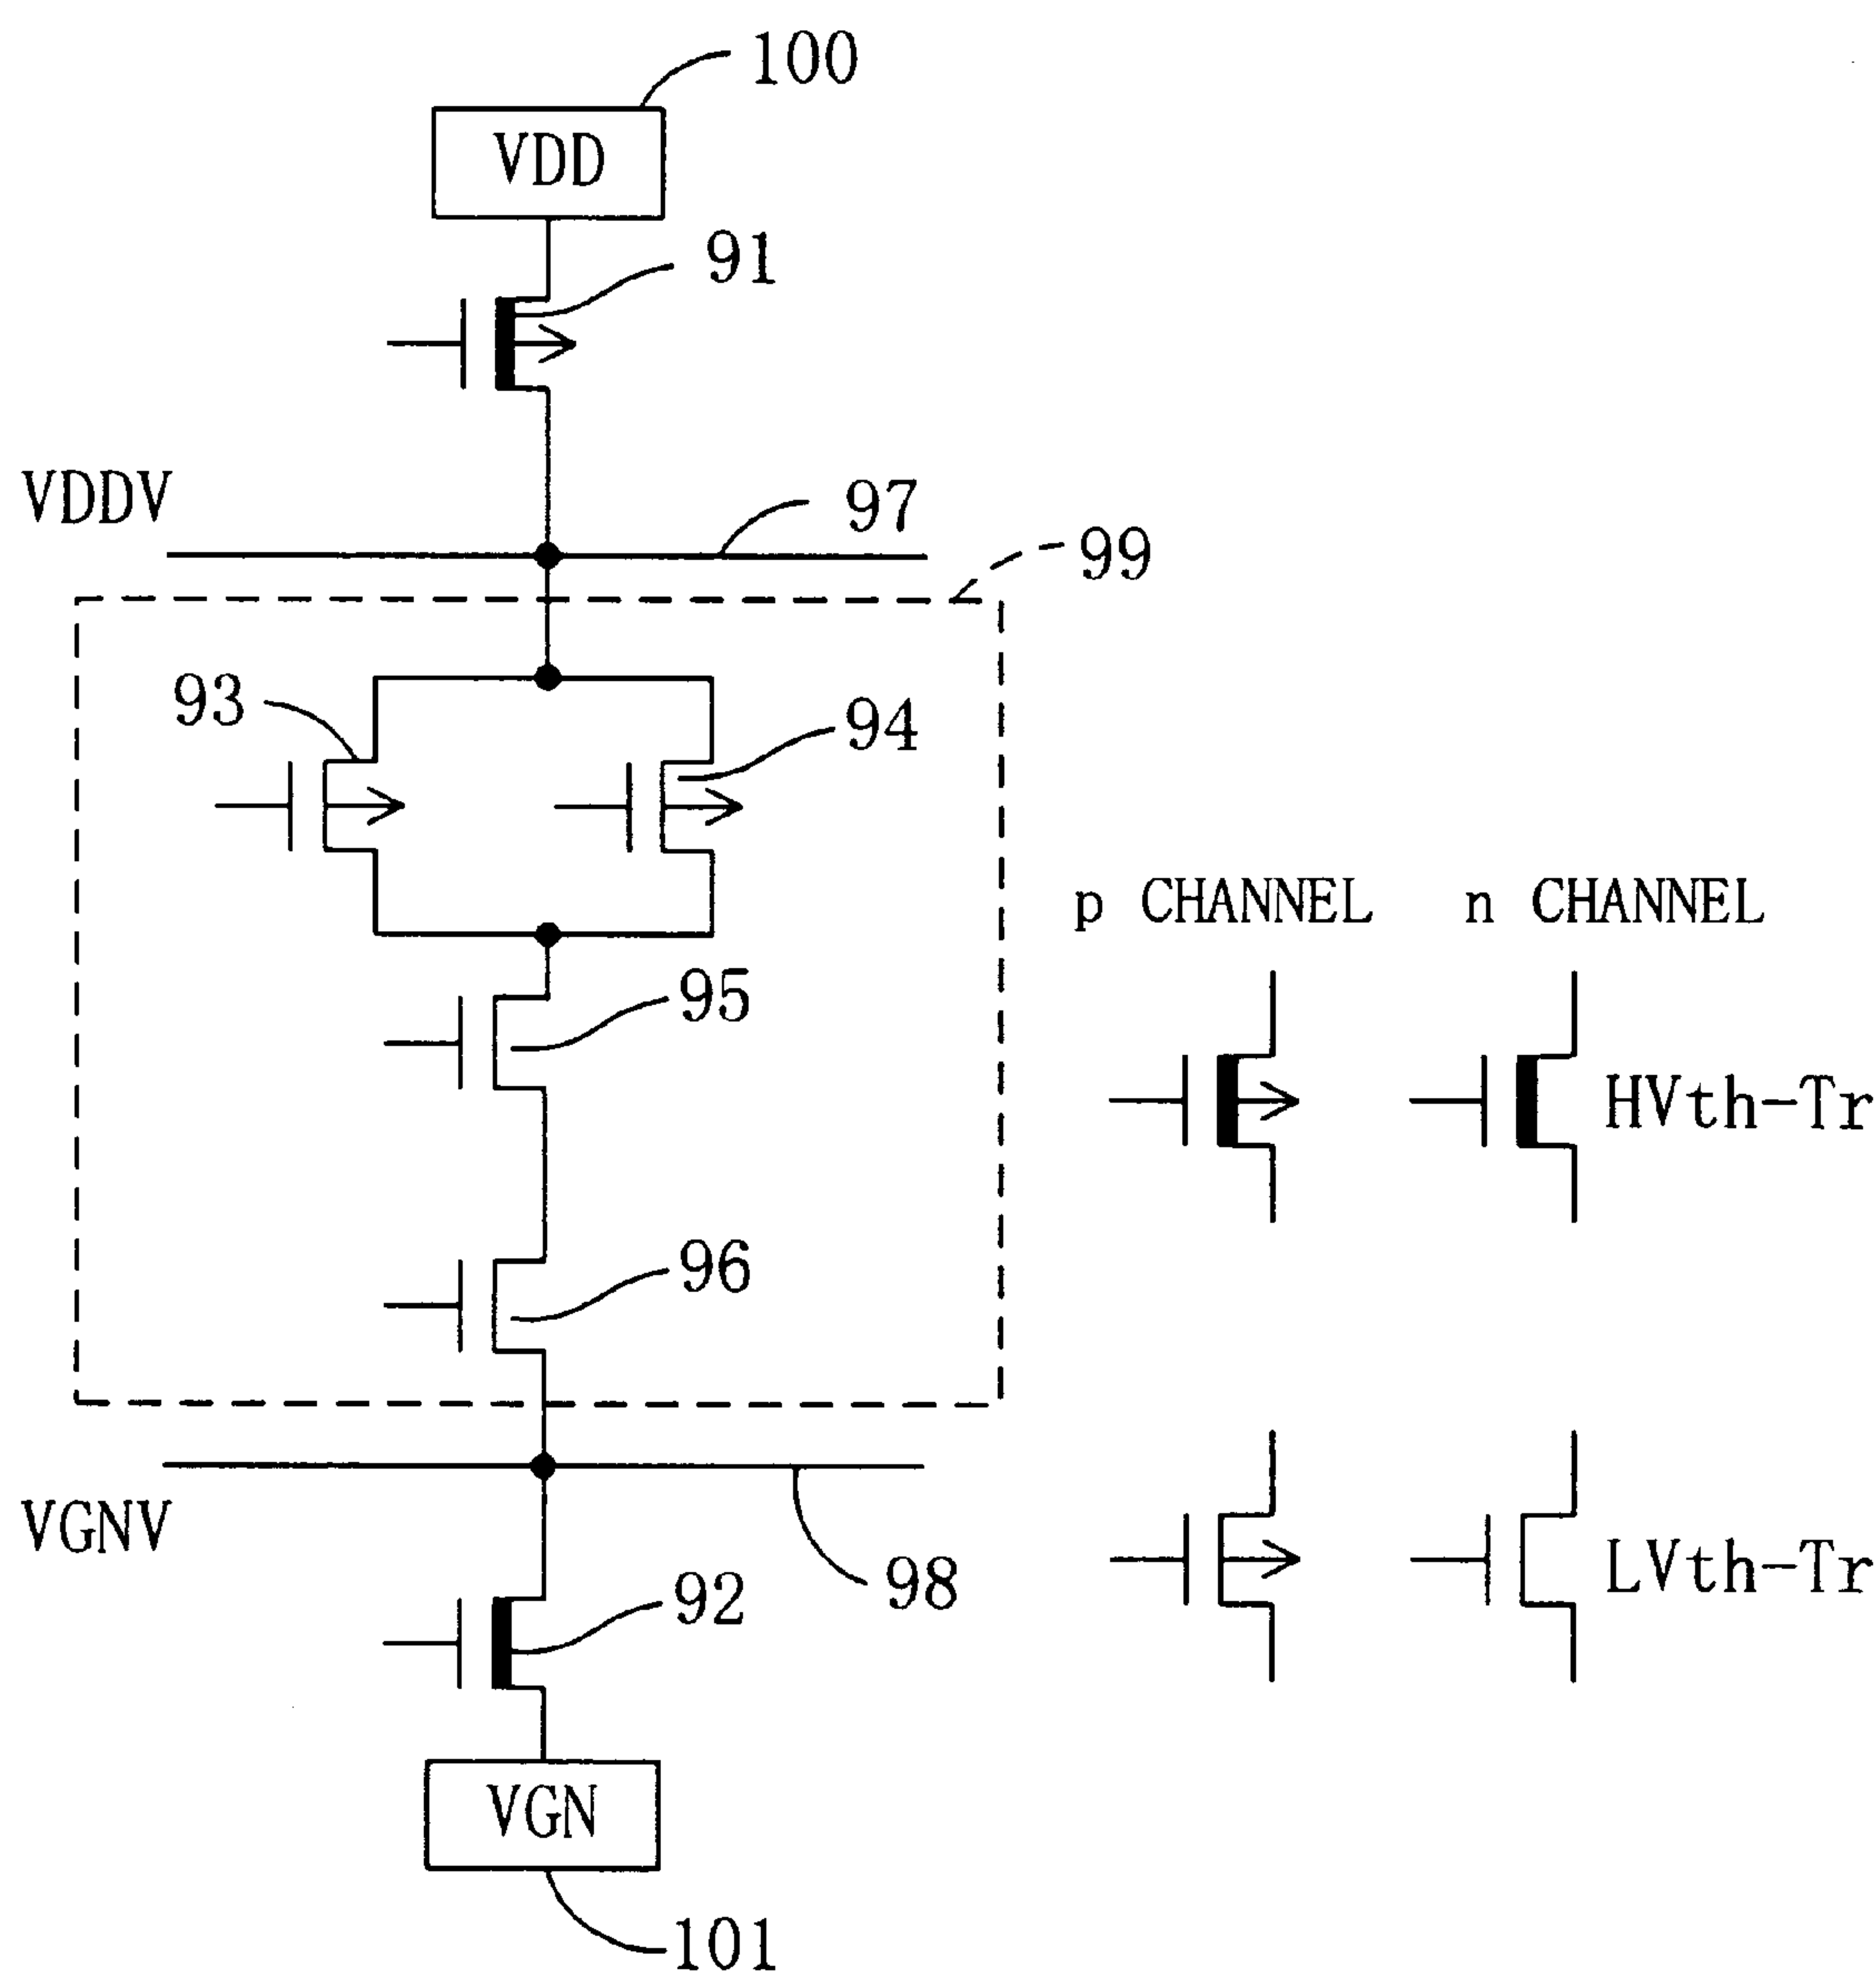 100
VDD
91
VDDV
97
99
93
94
p CHANNEL n CHANNEL
95
HVth-Tr
96
VGNV
98
LVth-Tr
92
VGN
101